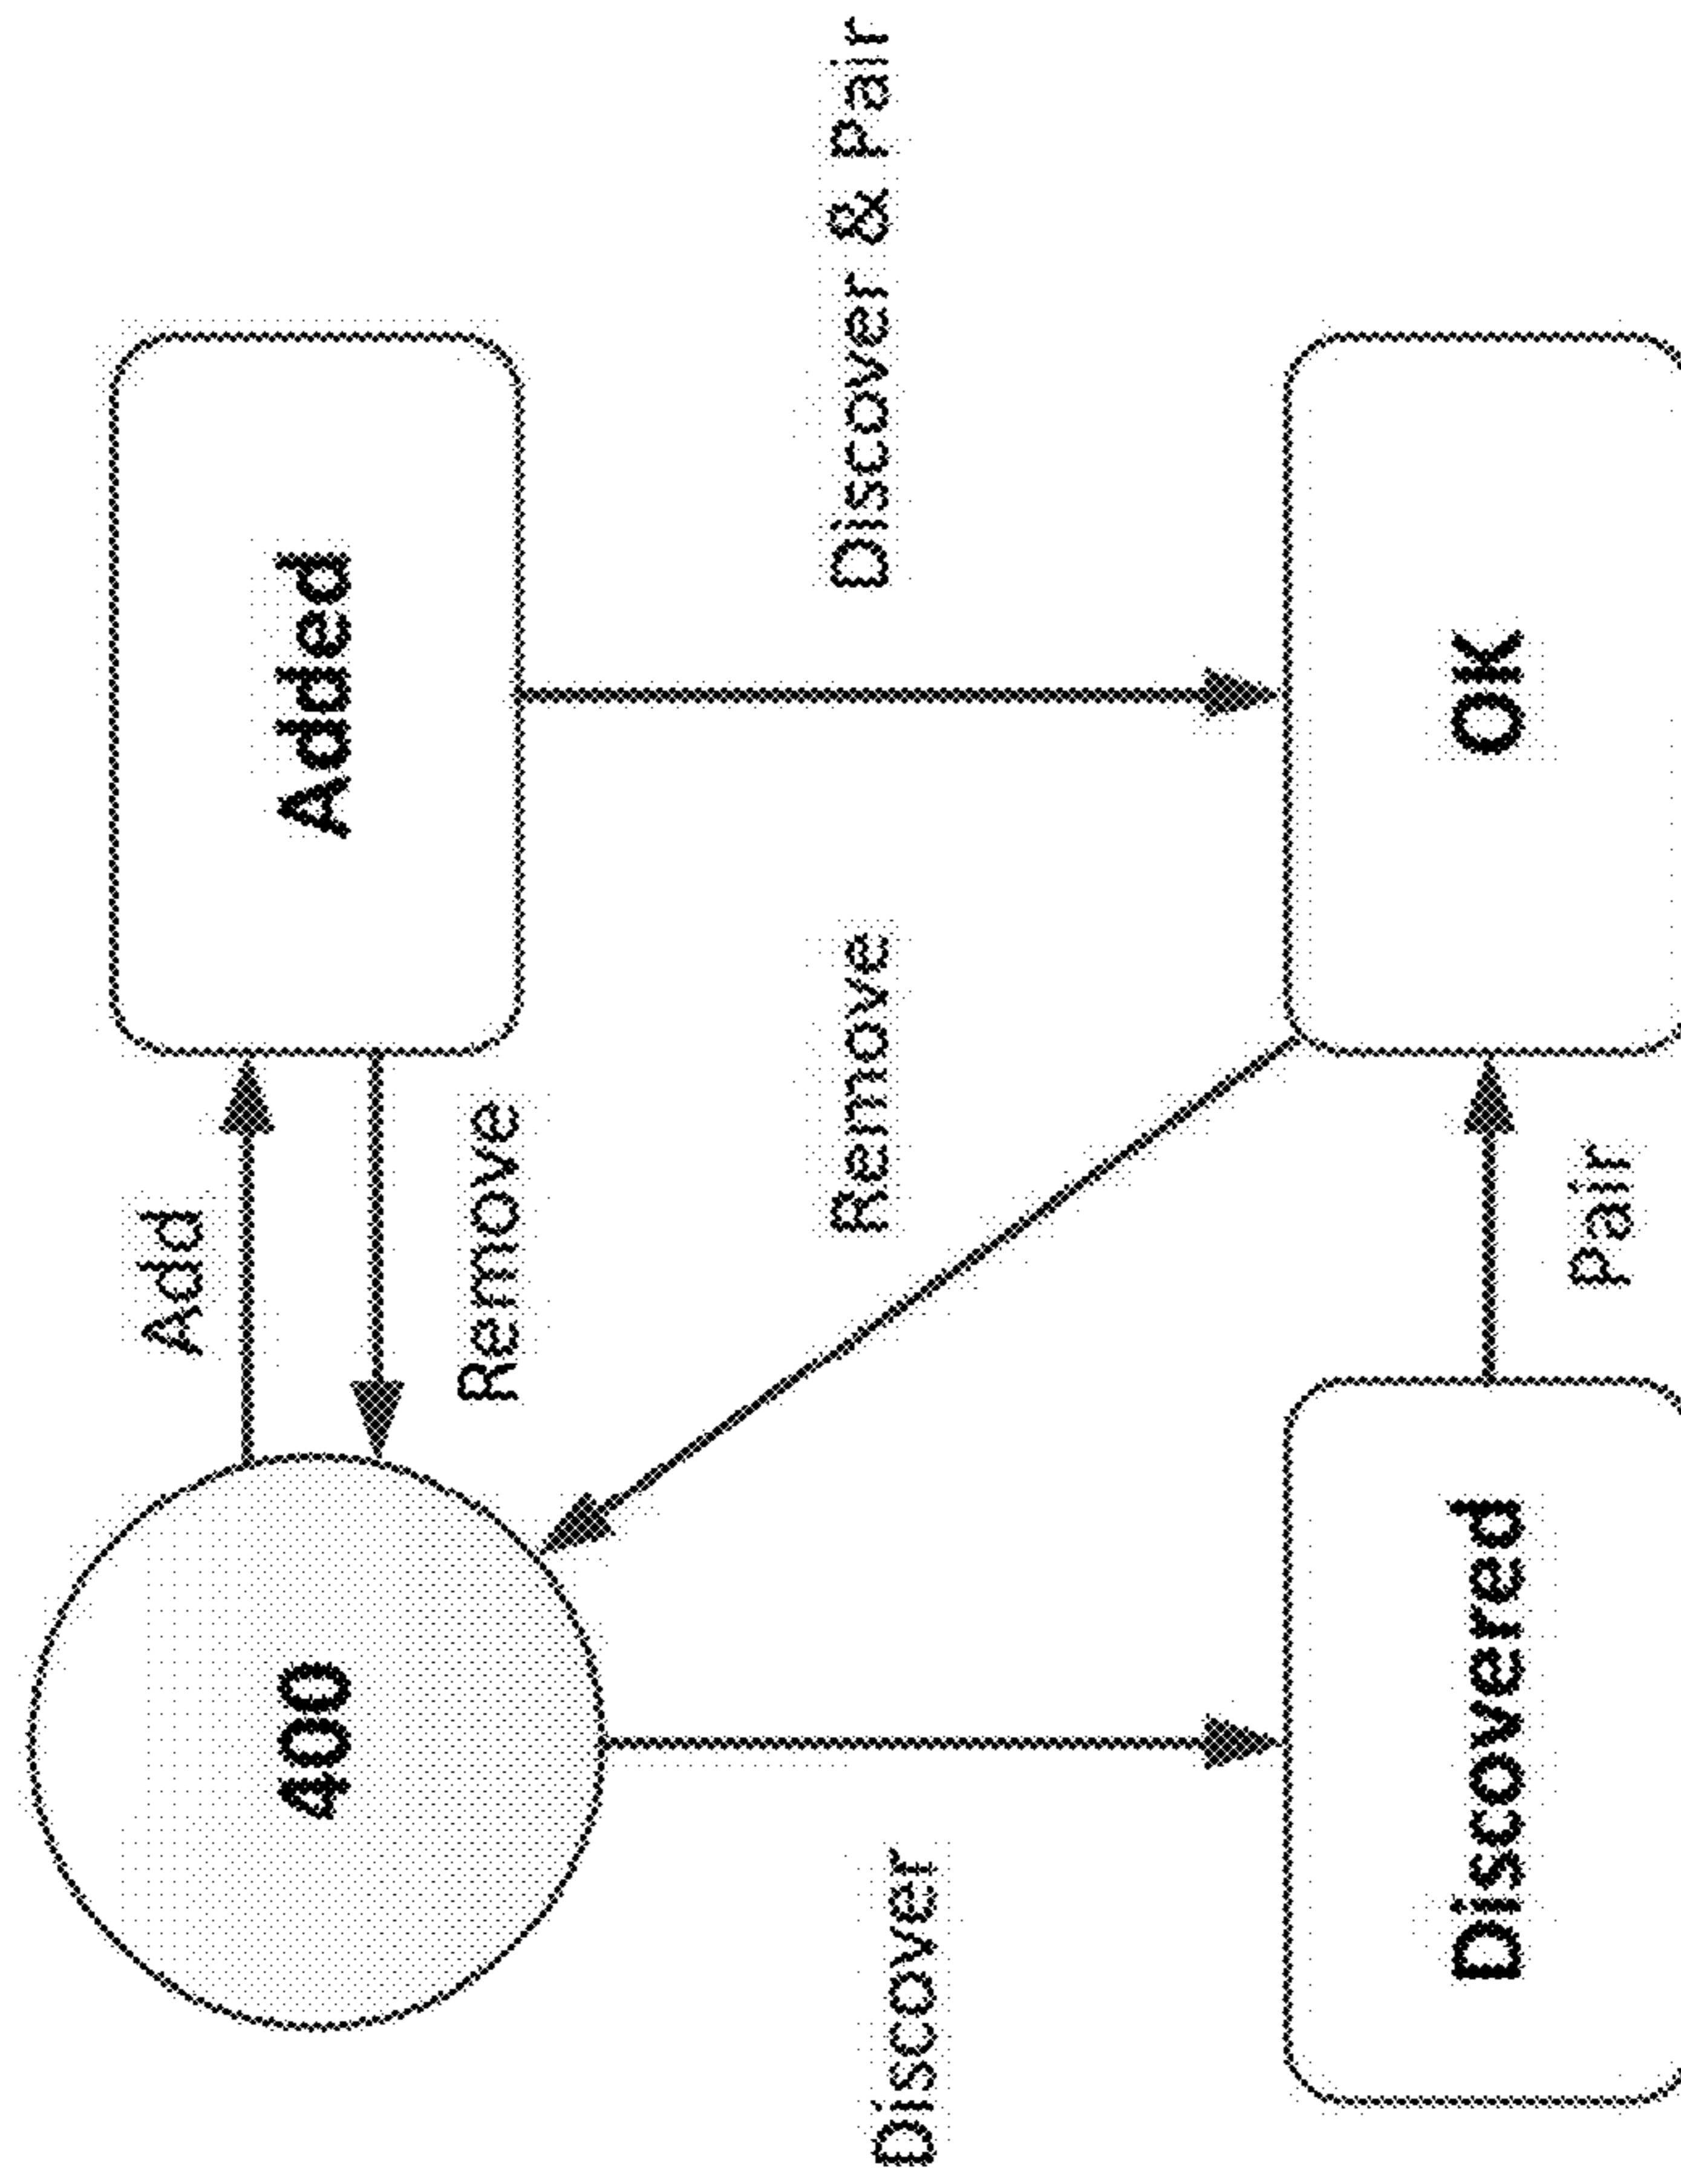 Add
400
Added
Remove
Discover
Remove
Discover & Pair
Discovered
OK
Pair